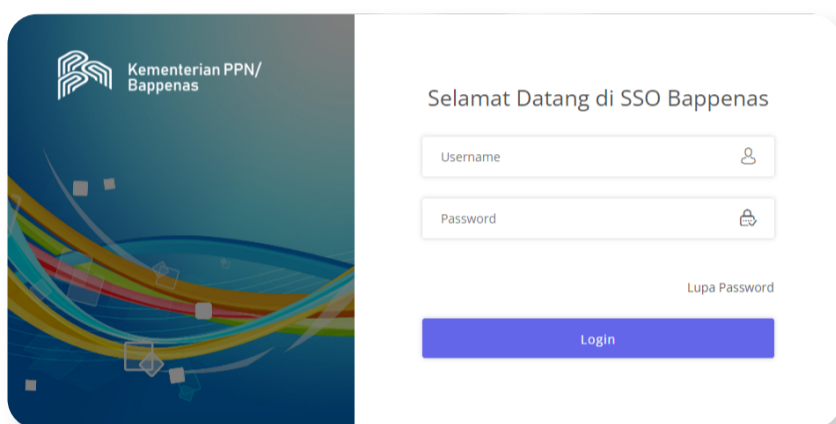 Kementerian PPN/
Bappenas
Selamat Datang di SSO Bappenas
Username
Password
Lupa Password
Login